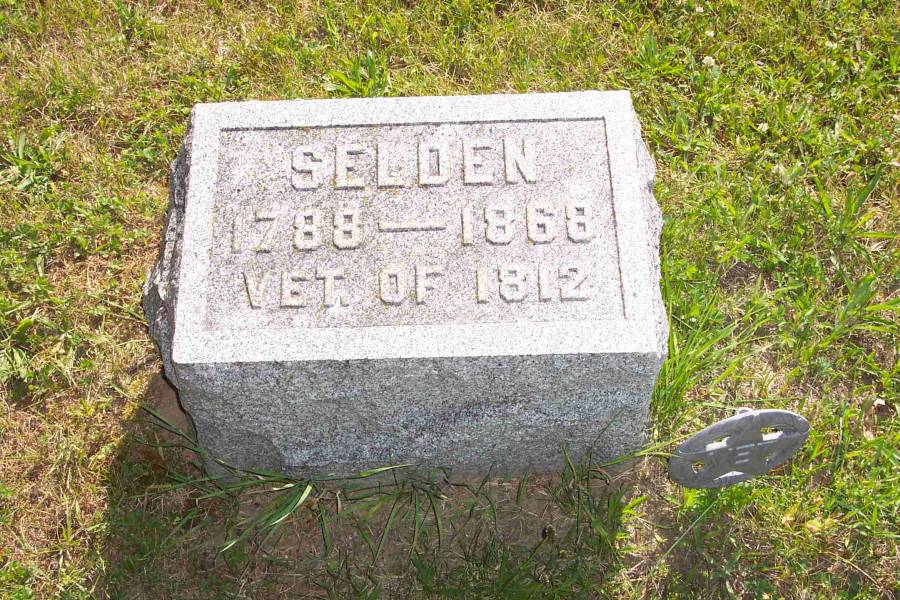 SELDEN
1788 — 1868
VET. OF 1812